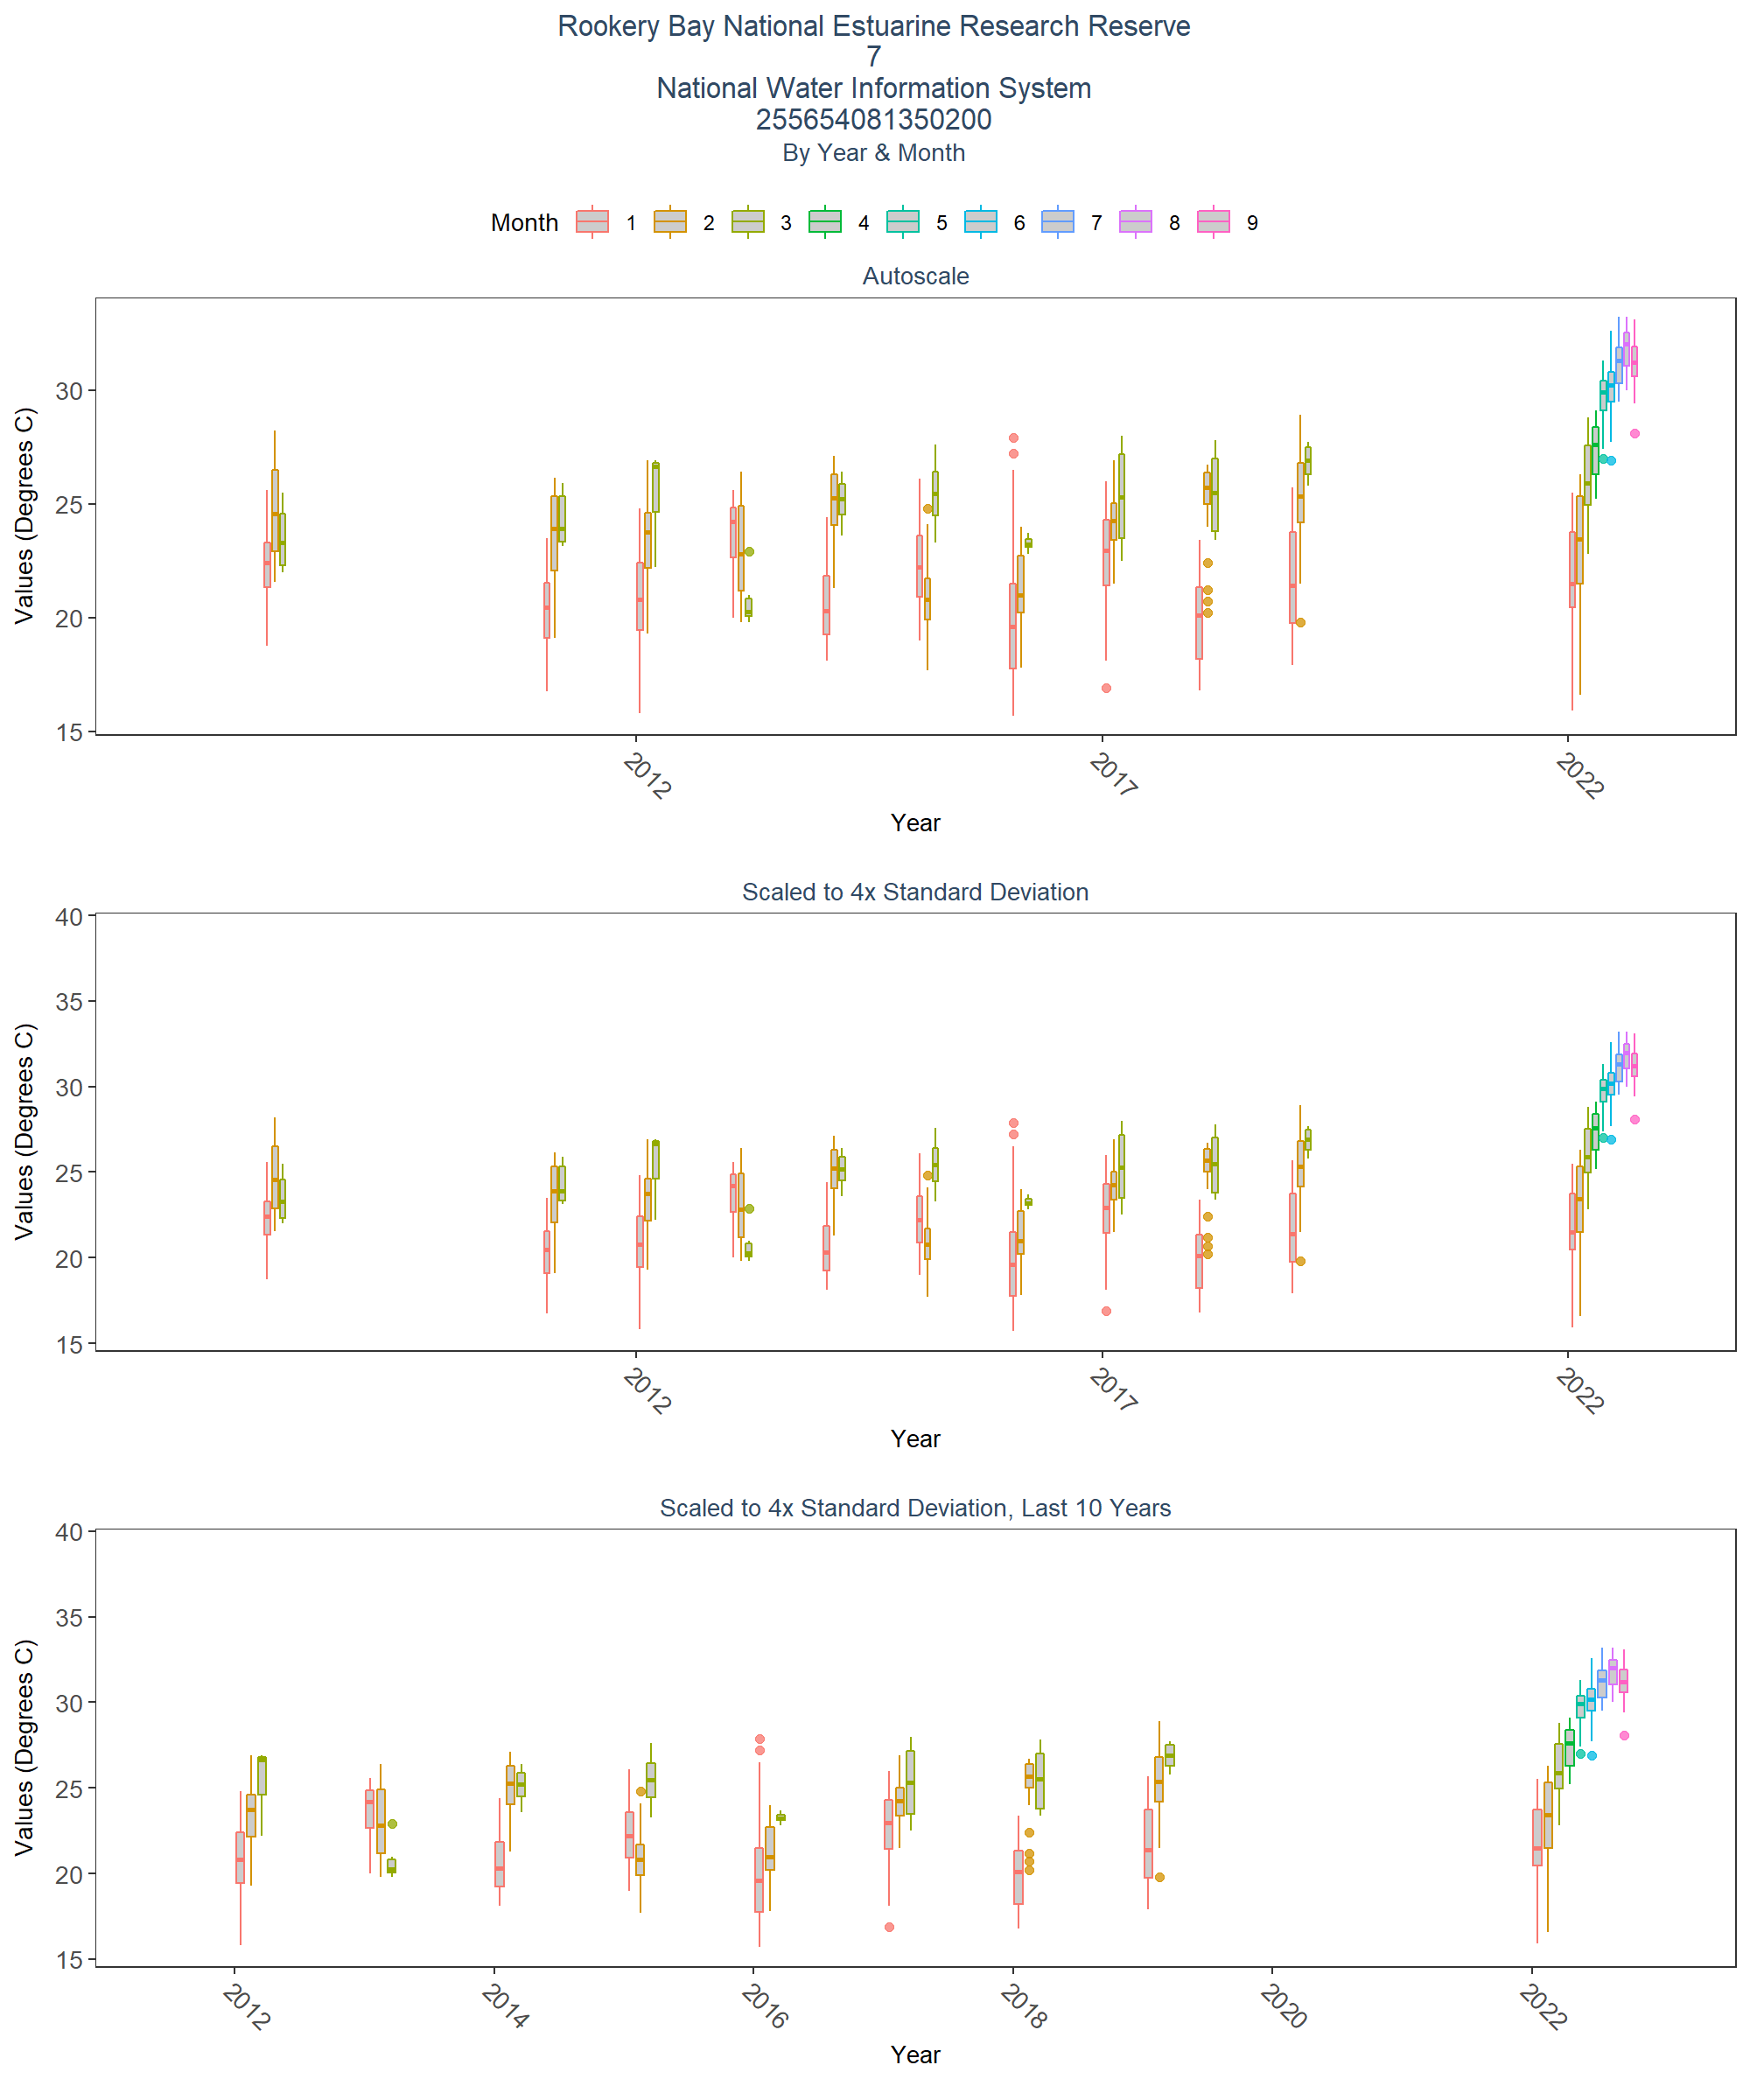 Rookery Bay National Estuarine Research Reserve
7
National Water Information System
255654081350200
By Year & Month
Month 1 2 3 4 5 6 7 8 9
Autoscale
Values (Degrees C)
30
25
20
15
2012 2017 2022
Year
Scaled to 4x Standard Deviation
Values (Degrees C)
40
35
30
25
20
15
2012 2017 2022
Year
Scaled to 4x Standard Deviation, Last 10 Years
Values (Degrees C)
40
35
30
25
20
15
2012 2014 2016 2018 2020 2022
Year